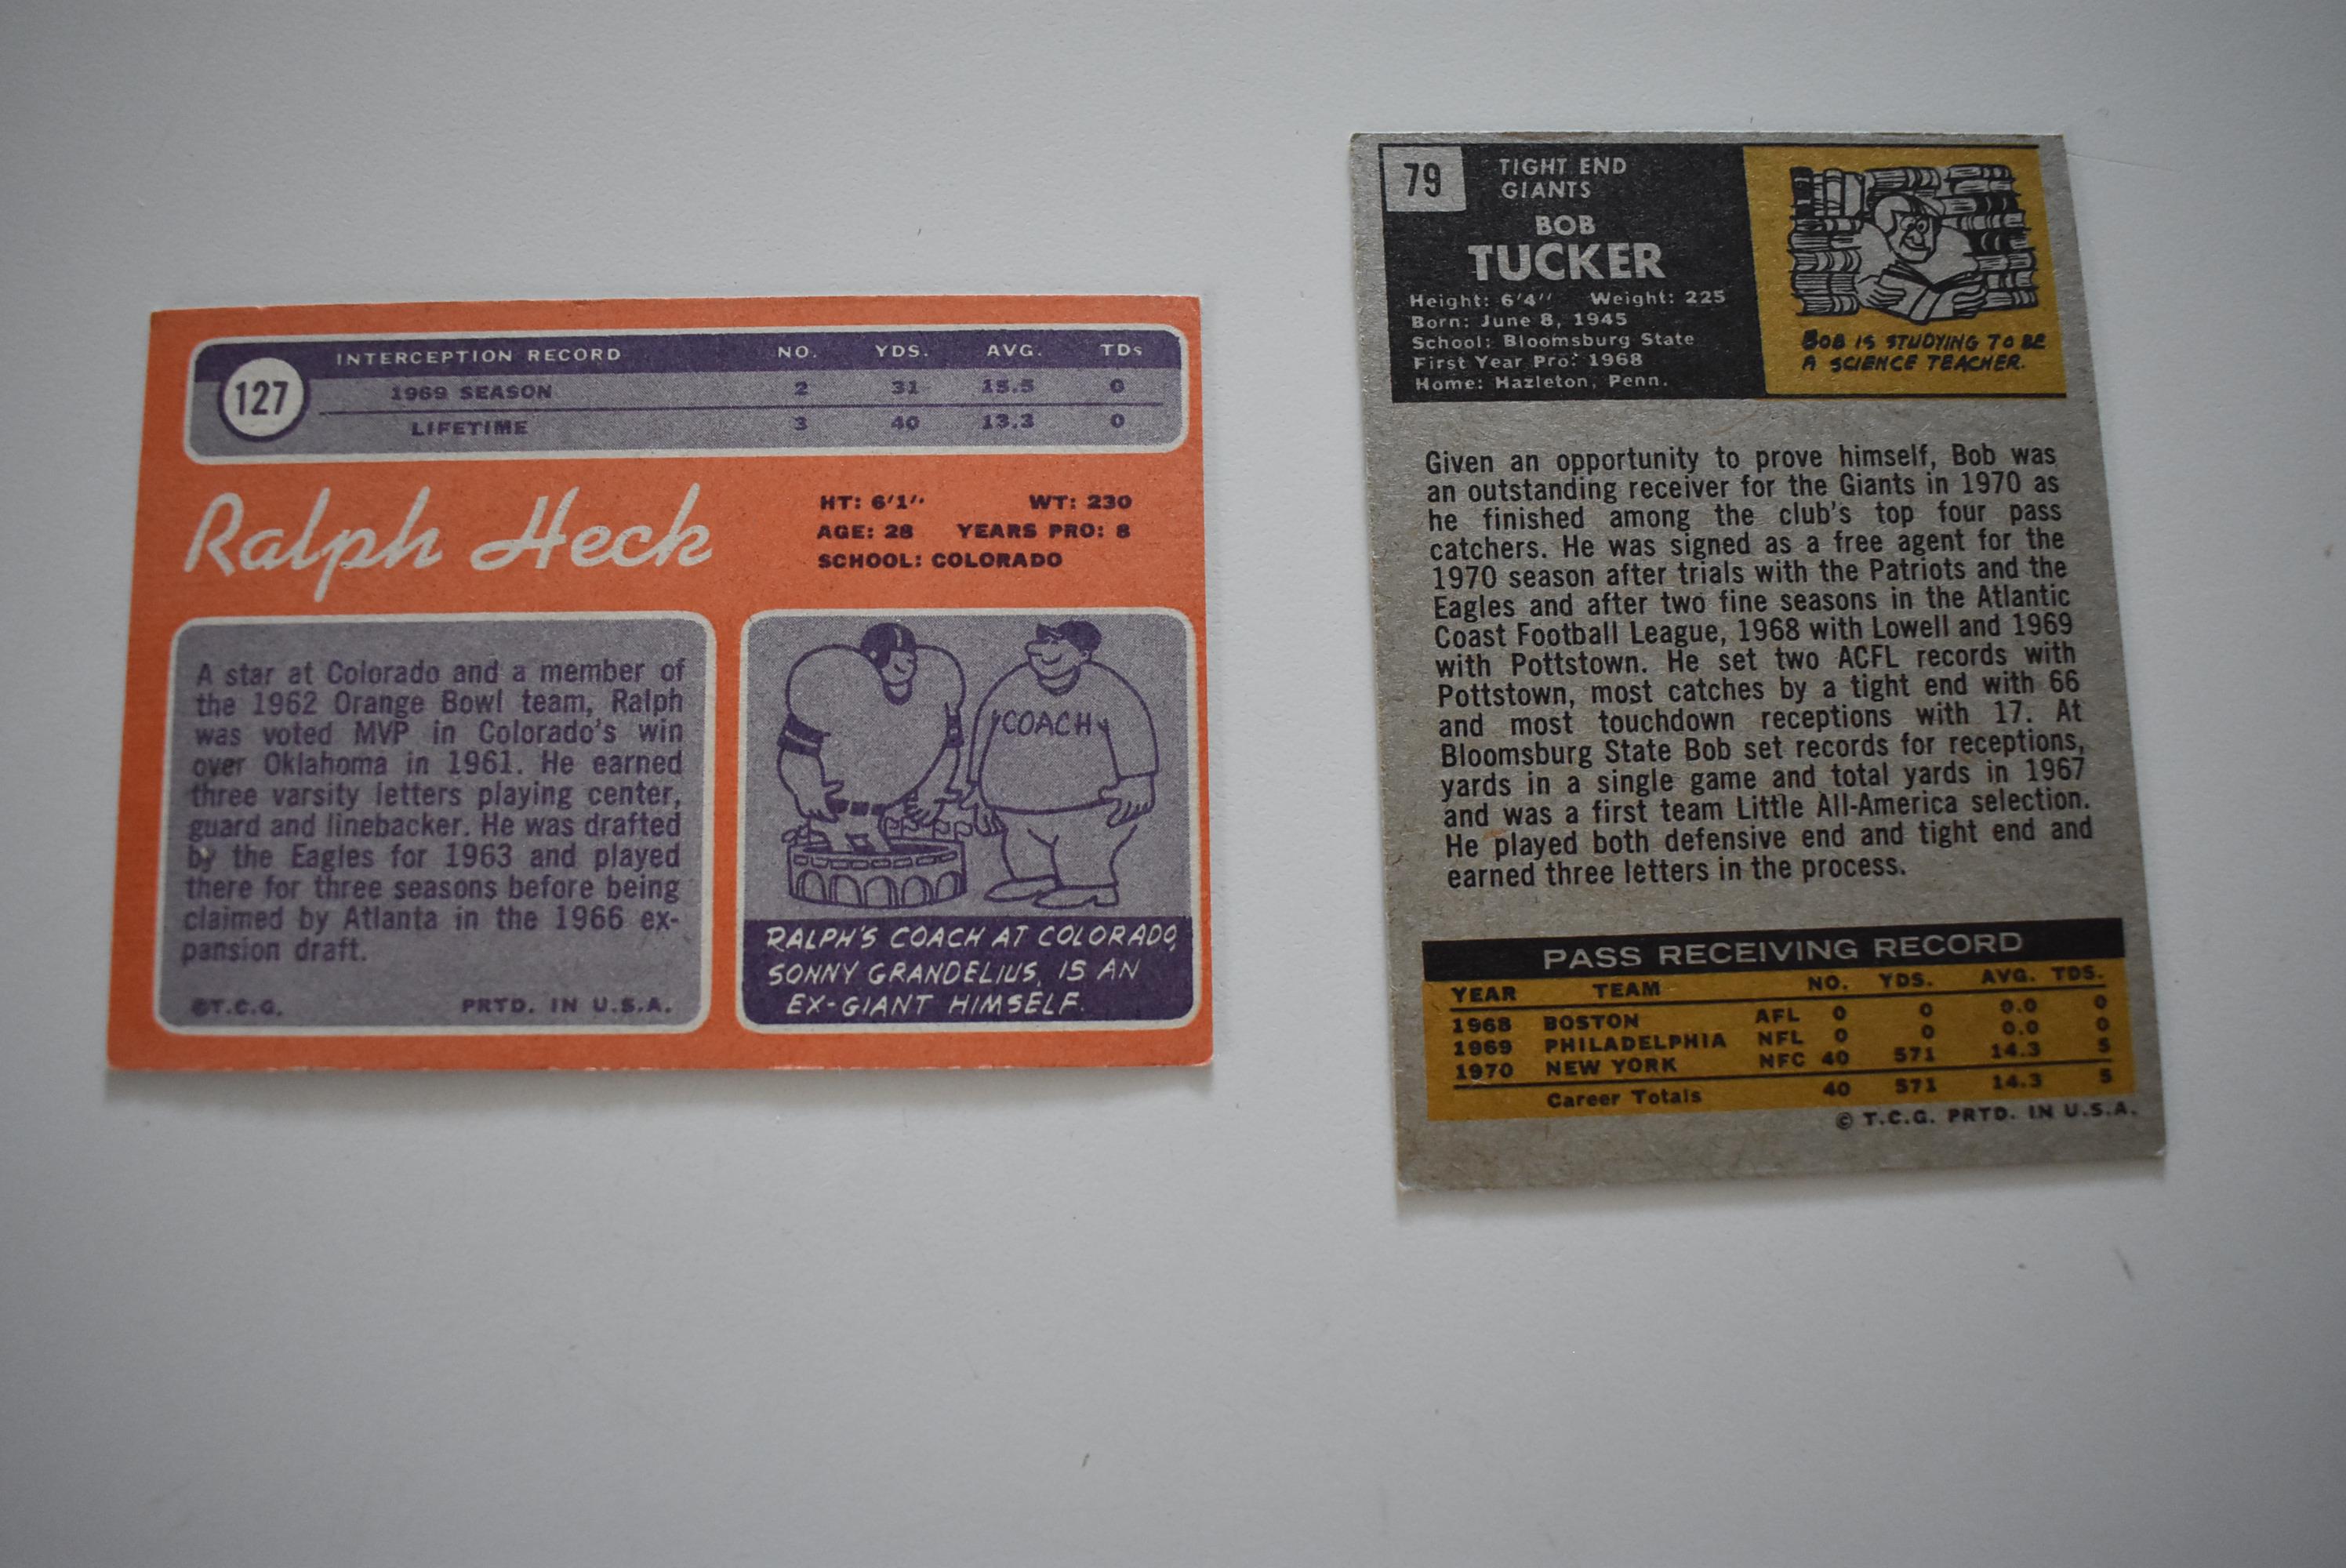 127
INTERCEPTION RECORD NO. YDS. AVG. TDs
1969 SEASON 2 31 15.5 0
LIFETIME 3 40 13.3 0
Ralph Heck
HT: 6'1" WT: 230
AGE: 28 YEARS PRO: 8
SCHOOL: COLORADO
A star at Colorado and a member of
the 1962 Orange Bowl team, Ralph
was voted MVP in Colorado's win
over Oklahoma in 1961. He earned
three varsity letters playing center,
guard and linebacker. He was drafted
by the Eagles for 1963 and played
there for three seasons before being
claimed by Atlanta in the 1966 ex-
pansion draft.
©T.C.G. PRTD. IN U.S.A.
COACH
RALPH'S COACH AT COLORADO,
SONNY GRANDELIUS, IS AN
EX-GIANT HIMSELF.
79
TIGHT END
GIANTS
BOB
TUCKER
Height: 6'4" Weight: 225
Born: June 8, 1945
School: Bloomsburg State
First Year Pro: 1968
Home: Hazleton, Penn.
BOB IS STUDYING TO BE
A SCIENCE TEACHER.
Given an opportunity to prove himself, Bob was
an outstanding receiver for the Giants in 1970 as
he finished among the club's top four pass
catchers. He was signed as a free agent for the
1970 season after trials with the Patriots and the
Eagles and after two fine seasons in the Atlantic
Coast Football League, 1968 with Lowell and 1969
with Pottstown. He set two ACFL records with
Pottstown, most catches by a tight end with 66
and most touchdown receptions with 17. At
Bloomsburg State Bob set records for receptions,
yards in a single game and total yards in 1967
and was a first team Little All-America selection.
He played both defensive end and tight end and
earned three letters in the process.
PASS RECEIVING RECORD
YEAR TEAM NO. YDS. AVG. TDS.
1968 BOSTON AFL 0 0 0.0 0
1969 PHILADELPHIA NFL 0 0 0.0 0
1970 NEW YORK NFC 40 571 14.3 5
Career Totals 40 571 14.3 5
© T.C.G. PRTD. IN U.S.A.